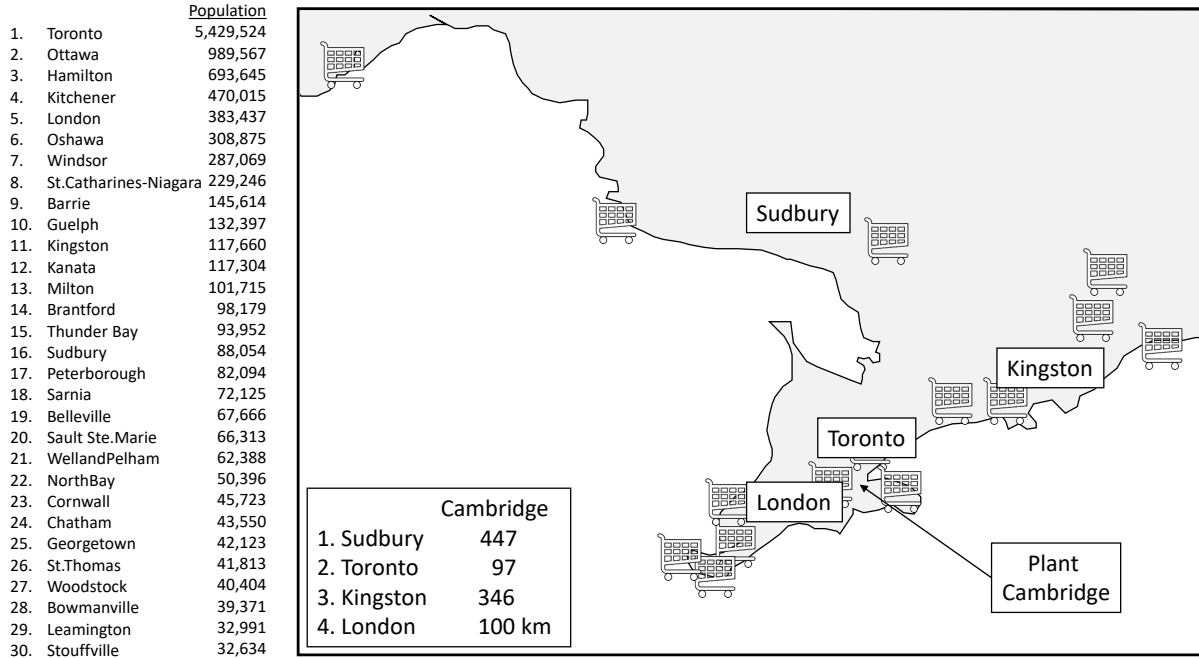 Population
1. Toronto 5,429,524
2. Ottawa 989,567
3. Hamilton 693,645
4. Kitchener 470,015
5. London 383,437
6. Oshawa 308,875
7. Windsor 287,069
8. St.Catharines-Niagara 229,246
9. Barrie 145,614
10. Guelph 132,397
11. Kingston 117,660
12. Kanata 117,304
13. Milton 101,715
14. Brantford 98,179
15. Thunder Bay 93,952
16. Sudbury 88,054
17. Peterborough 82,094
18. Sarnia 72,125
19. Belleville 67,666
20. Sault Ste.Marie 66,313
21. WellandPelham 62,388
22. NorthBay 50,396
23. Cornwall 45,723
24. Chatham 43,550
25. Georgetown 42,123
26. St.Thomas 41,813
27. Woodstock 40,404
28. Bowmanville 39,371
29. Leamington 32,991
30. Stouffville 32,634
Sudbury
Kingston
Toronto
London
Plant
Cambridge
Cambridge
1. Sudbury 447
2. Toronto 97
3. Kingston 346
4. London 100 km